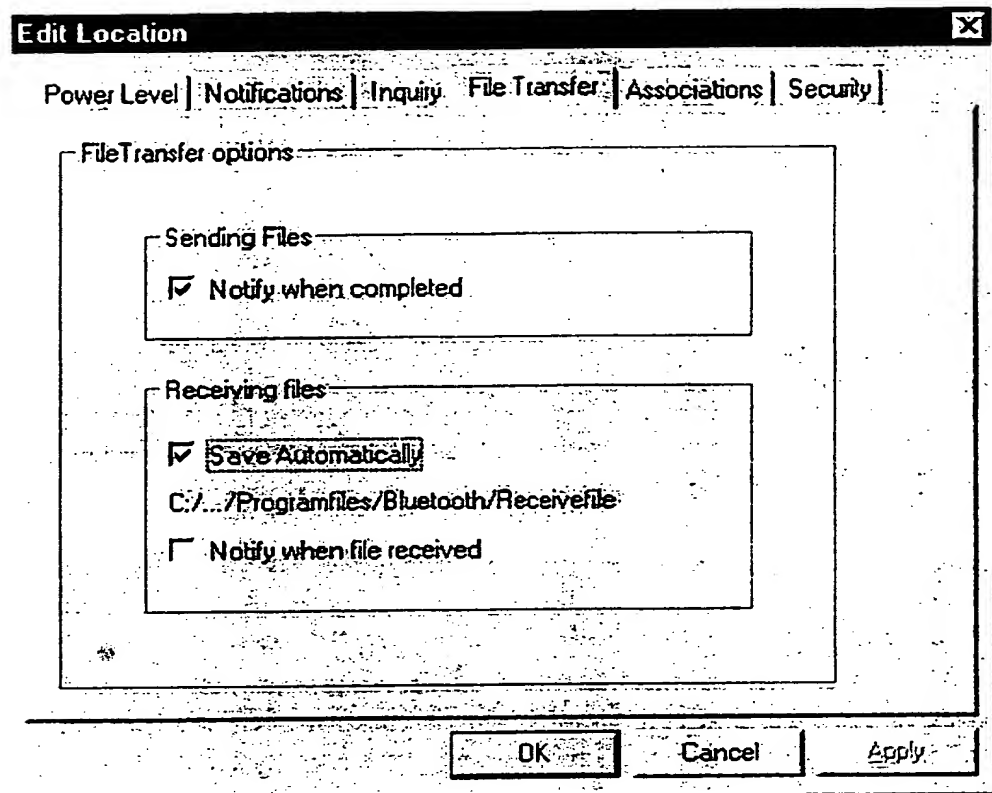 Edit Location
Power Level Notifications Inquiry File Transfer Associations Security
FileTransfer options
Sending Files
Notify when completed
Receiving files
Save Automatically
C:/.../Programfiles/Bluetooth/Receivefile
Notify when file received
OK Cancel Apply